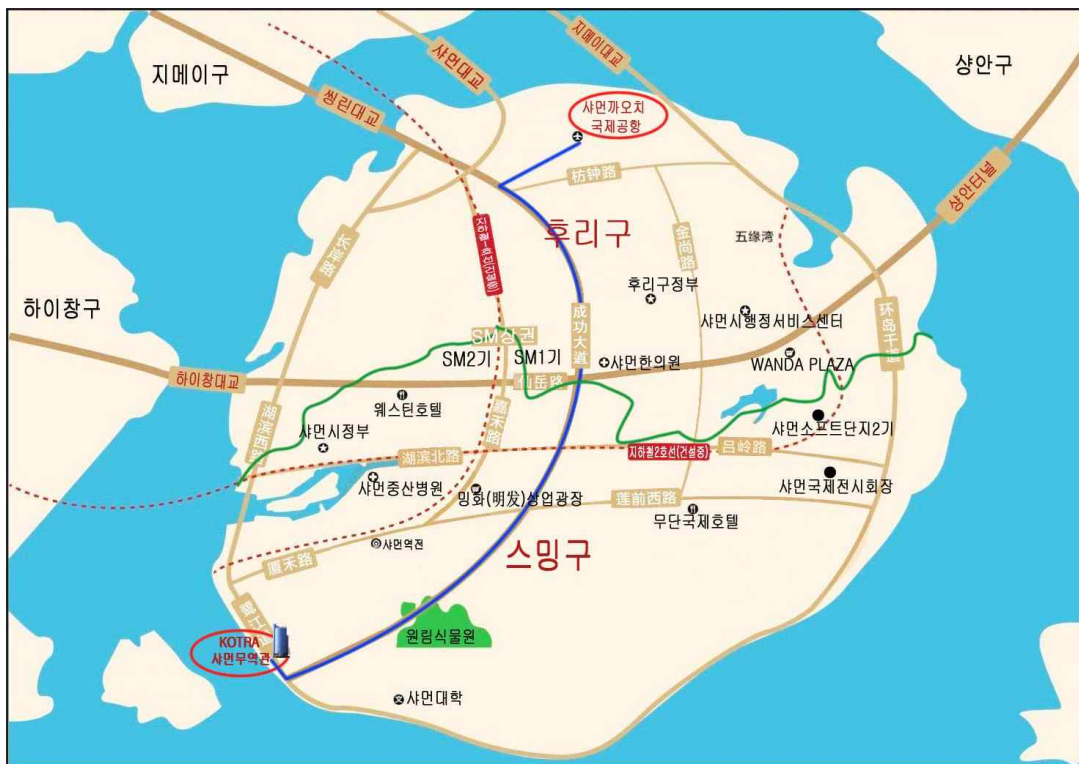 지메이구
샤먼대교
지메이대교
샹안구
씽린대교
샤먼까오치
국제공항
샹안터널
枋钟路
지하철1호선(건설중)
후리구
金尚路
五缘湾
长岸路
하이창구
후리구정부
성
成功大道
샤먼시행정서비스센터
环岛干道
SM상권
SM2기
SM1기
샤먼한의원
WANDA PLAZA
하이창대교
仙岳路
웨스틴호텔
嘉禾路
湖滨西路
샤먼시정부
샤먼소프트단지2기
湖滨北路
지하철2호선(건설중)
吕岭路
샤먼중산병원
밍화(明发)상업광장
莲前西路
샤먼국제전시회장
무단국제호텔
샤먼역전
厦禾路
스밍구
원림식물원
KOTRA
샤먼무역관
샤먼대학